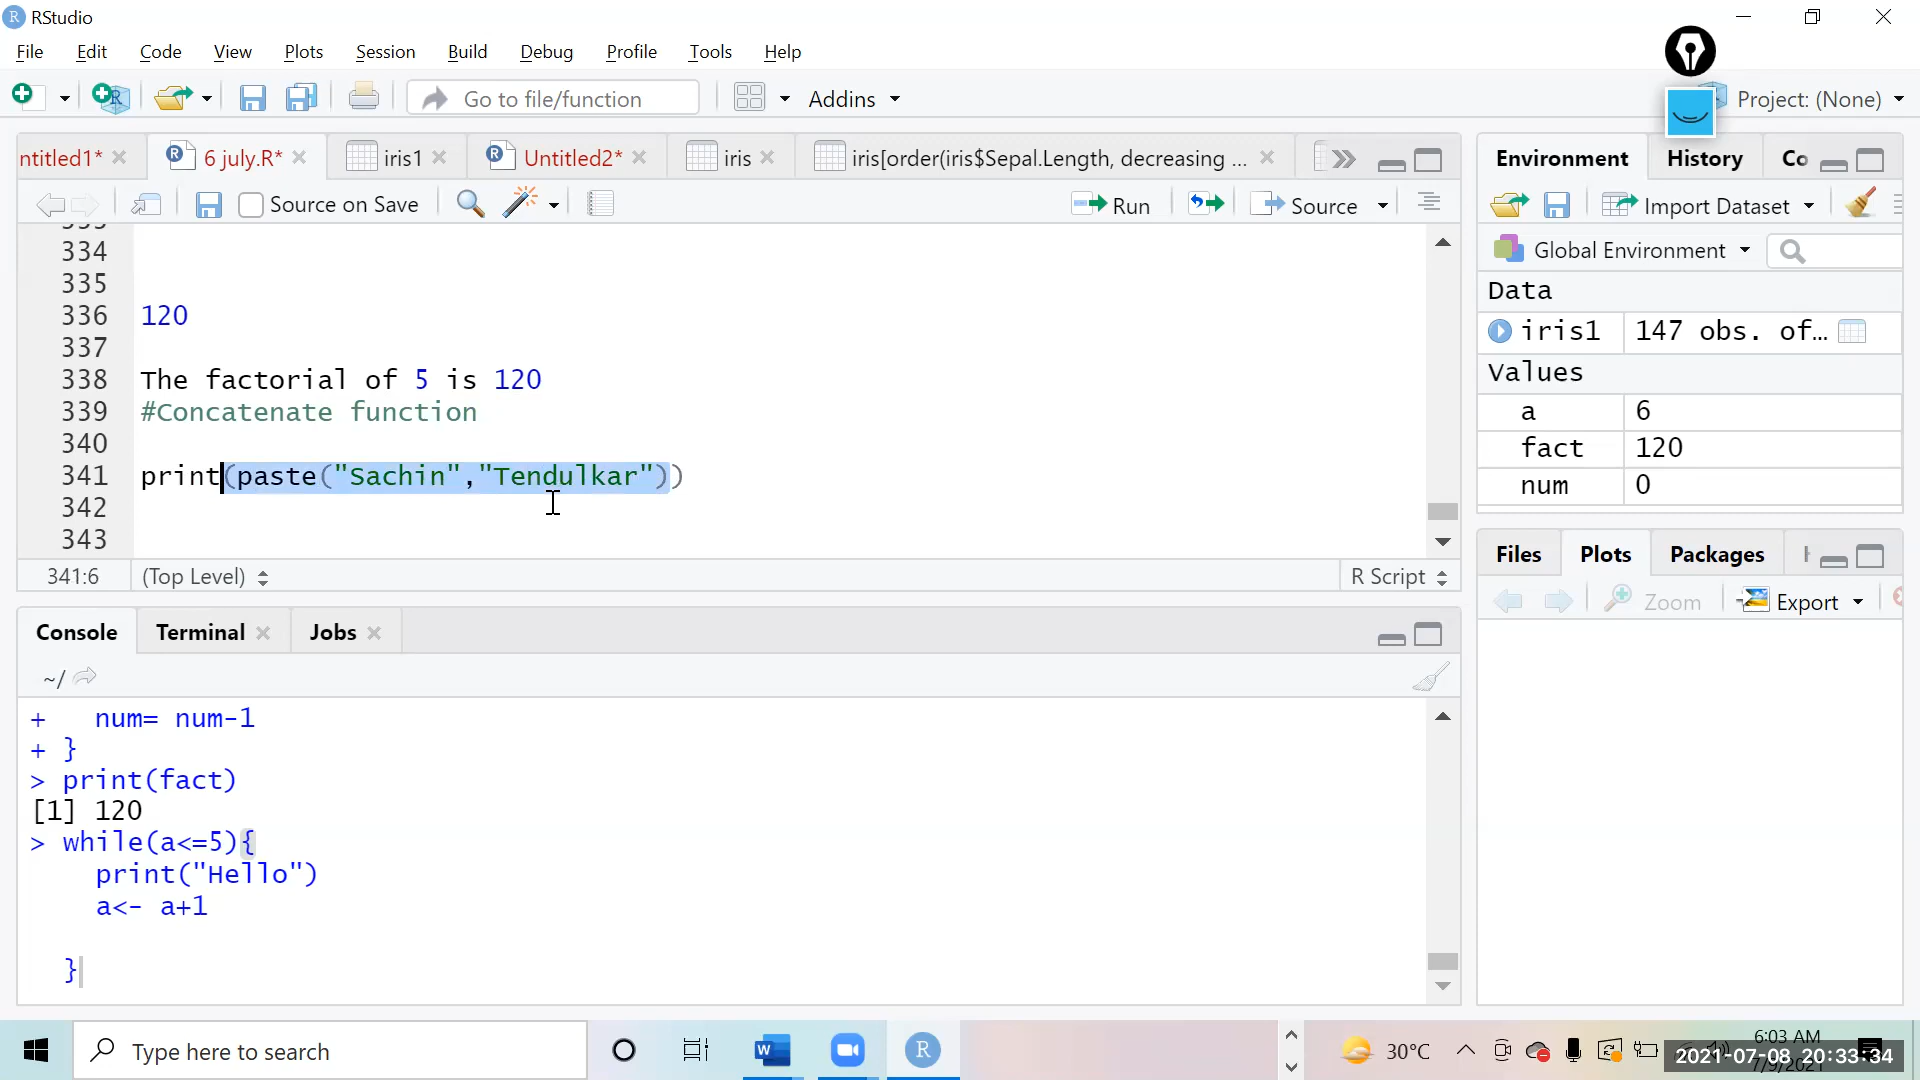 RStudio
File Edit Code View Plots Session Build Debug Profile Tools Help
Go to file/function Addins Project: (None)
ntitled1* 6 july.R* iris1 Untitled2* iris iris[order(iris$Sepal.Length, decreasing ...
Source on Save Run Source
334
335
336 120
337
338 The factorial of 5 is 120
339 #Concatenate function
340
341 print(paste("Sachin","Tendulkar"))
342
343
341:6 (Top Level) R Script
Console Terminal Jobs
~/
+ num= num-1
+ }
> print(fact)
[1] 120
> while(a<=5){
print("Hello")
a<- a+1
}
Environment History Co
Import Dataset
Global Environment
Data
iris1 147 obs. of...
Values
a 6
fact 120
num 0
Files Plots Packages
Zoom Export
Type here to search
30°C
6:03 AM
2021-07-08 20:33:34